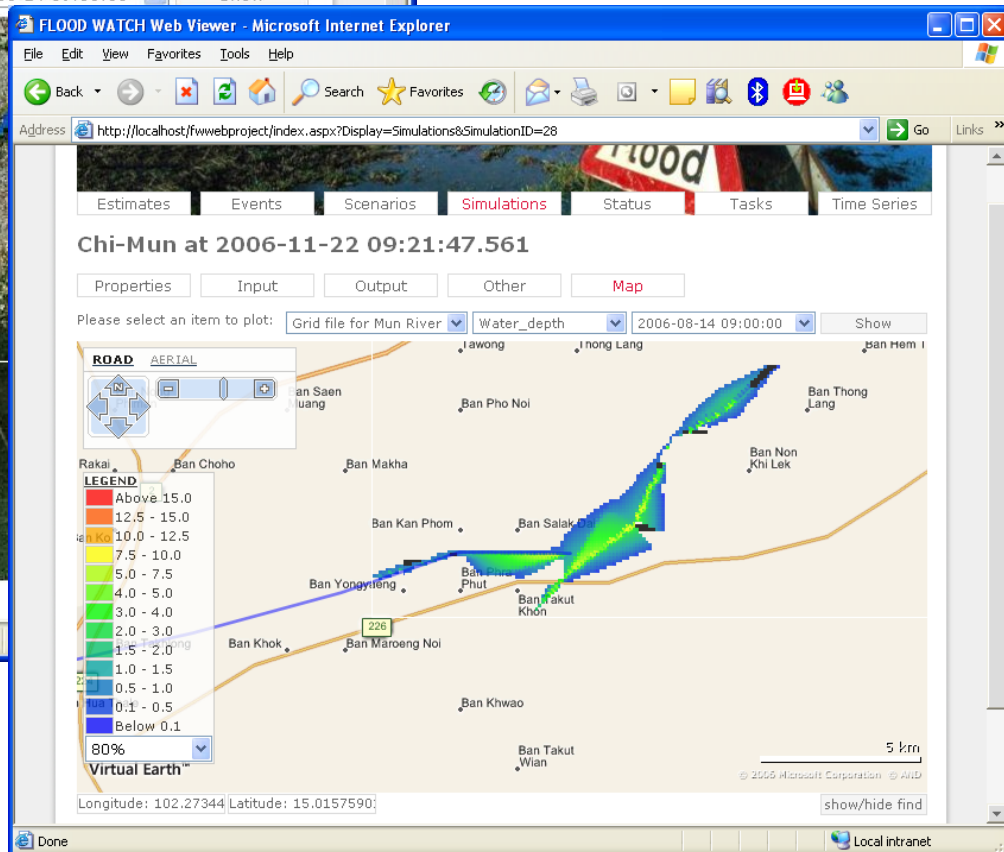 FLOOD WATCH Web Viewer - Microsoft Internet Explorer
File Edit View Favorites Tools Help
Back Search Favorites
Address http://localhost/fwwebproject/index.aspx?Display=Simulations&SimulationID=28 Go Links »
Flood
Estimates Events Scenarios Simulations Status Tasks Time Series
Chi-Mun at 2006-11-22 09:21:47.561
Properties Input Output Other Map
Please select an item to plot: Grid file for Mun River Water_depth 2006-08-14 09:00:00 Show
Tawong Thong Lang Ban Hem T
ROAD AERIAL
N
Ban Saen
Muang
Ban Pho Noi
Ban Thong
Lang
Rakai Ban Choho Ban Makha
Ban Non
Khi Lek
LEGEND
Above 15.0
12.5 - 15.0
10.0 - 12.5
7.5 - 10.0
5.0 - 7.5
4.0 - 5.0
3.0 - 4.0
2.0 - 3.0
1.5 - 2.0
1.0 - 1.5
0.5 - 1.0
0.1 - 0.5
Below 0.1
80%
Ban Kan Phom Ban Salak Dai
Ban Yongyueng
Ban Phra
Phut
Ban Takut
Khon
226
Ban Khok Ban Maroeng Noi
Ban Khwao
Ban Takut
Wian
5 km
Virtual Earth™
© 2006 Microsoft Corporation © AND
Longitude: 102.27344 Latitude: 15.0157590
show/hide find
Done Local intranet